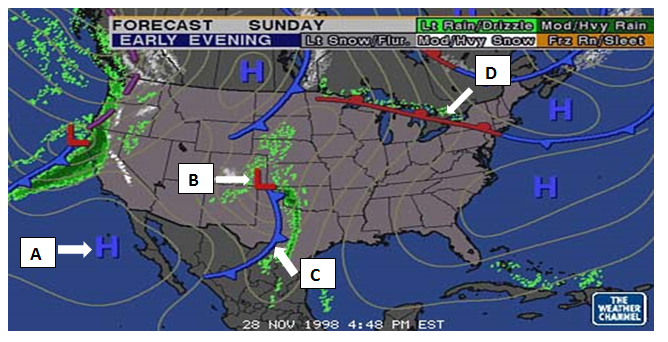 FORECAST SUNDAY
Lt Rain/Drizzle Mod/Hvy Rain
EARLY EVENING
Lt Snow/Flur. Mod/Hvy Snow Frz Rn/Sleet
H
D
H
L
B
L
H
A
H
C
THE
WEATHER
CHANNEL
28 NOV 1998 4:48 PM EST